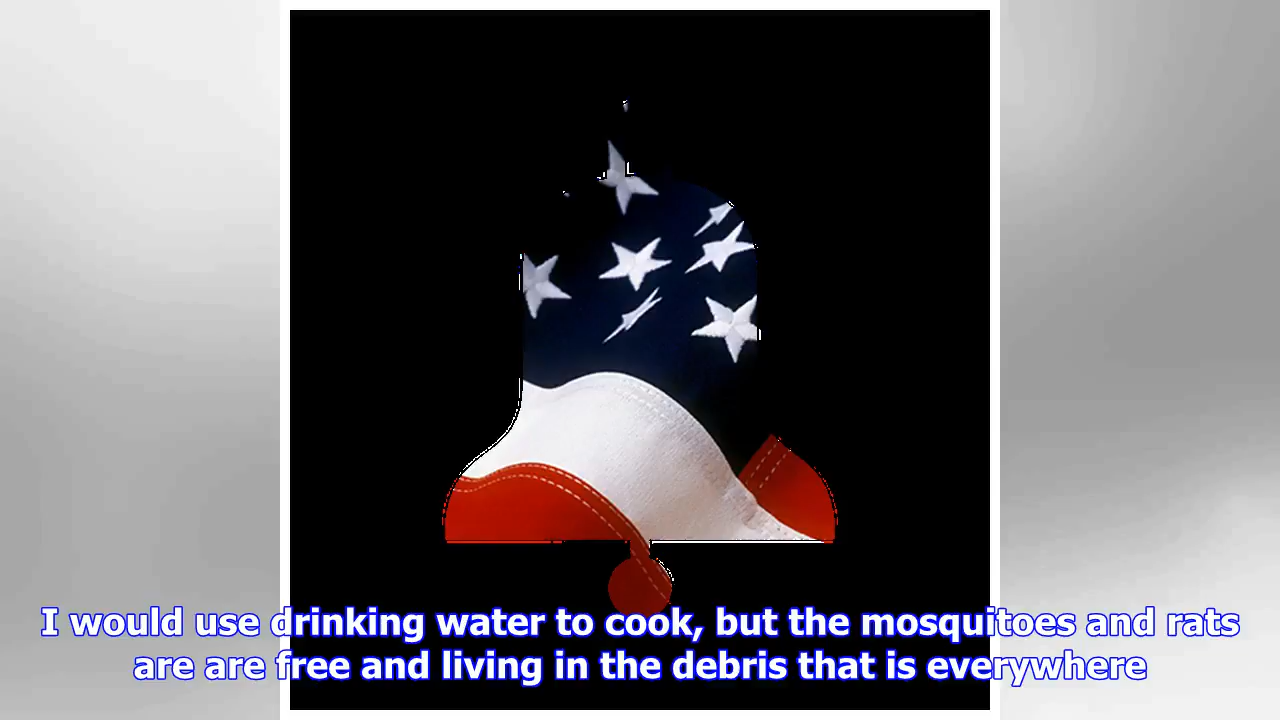 I would use drinking water to cook, but the mosquitoes and rats
are are free and living in the debris that is everywhere